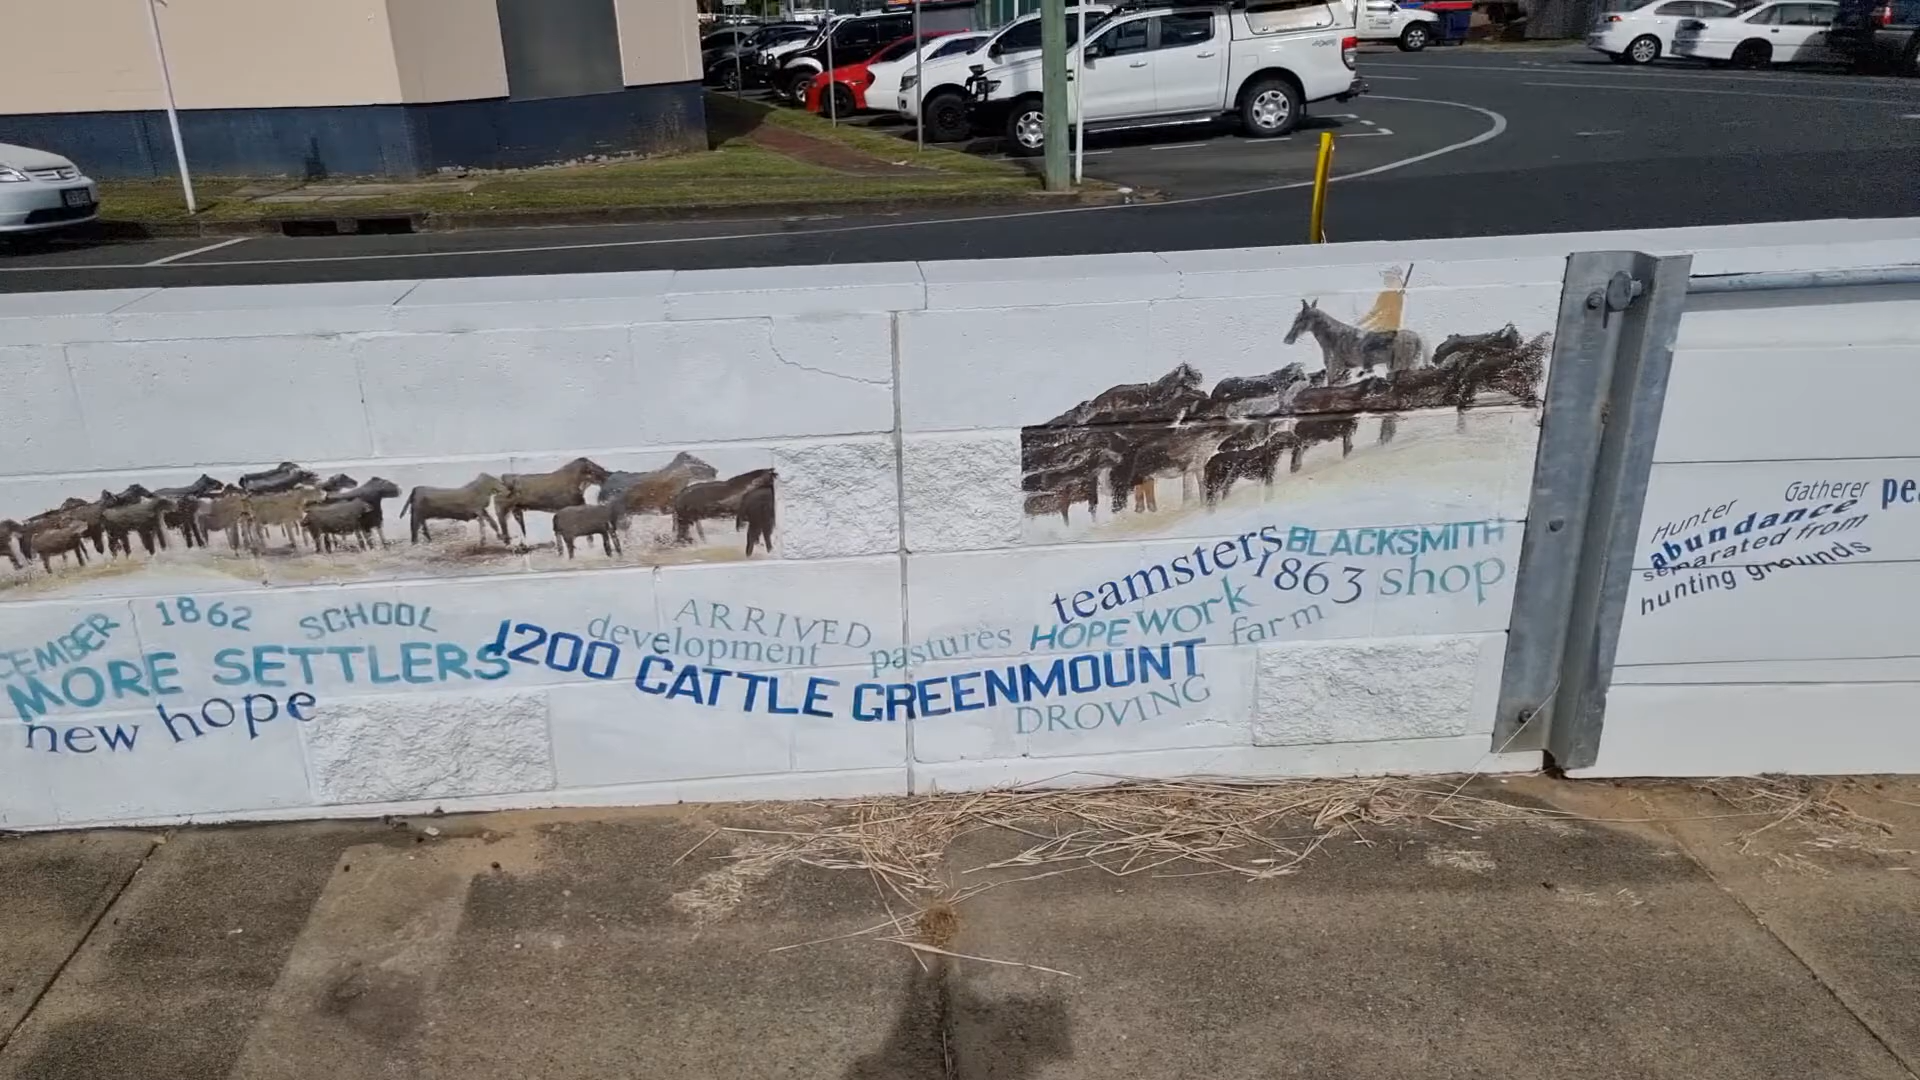 CEMBER
1862 SCHOOL
MORE SETTLERS
new hope
ARRIVED
development
1200 CATTLE GREENMOUNT
pastures
HOPE work
farm
DROVING
teamsters
BLACKSMITH
1863 shop
Hunter Gatherer pe
abundance
separated from
hunting grounds